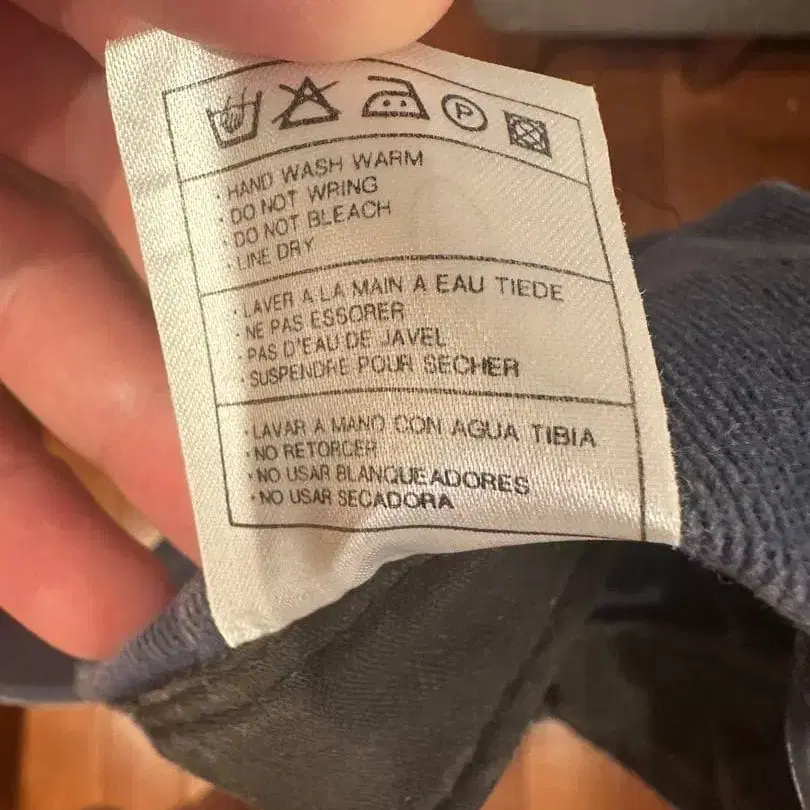 P
· HAND WASH WARM
· DO NOT WRING
· DO NOT BLEACH
· LINE DRY
· LAVER A LA MAIN A EAU TIEDE
· NE PAS ESSORER
· PAS D'EAU DE JAVEL
· SUSPENDRE POUR SECHER
· LAVAR A MANO CON AGUA TIBIA
· NO RETORCER
· NO USAR BLANQUEADORES
· NO USAR SECADORA